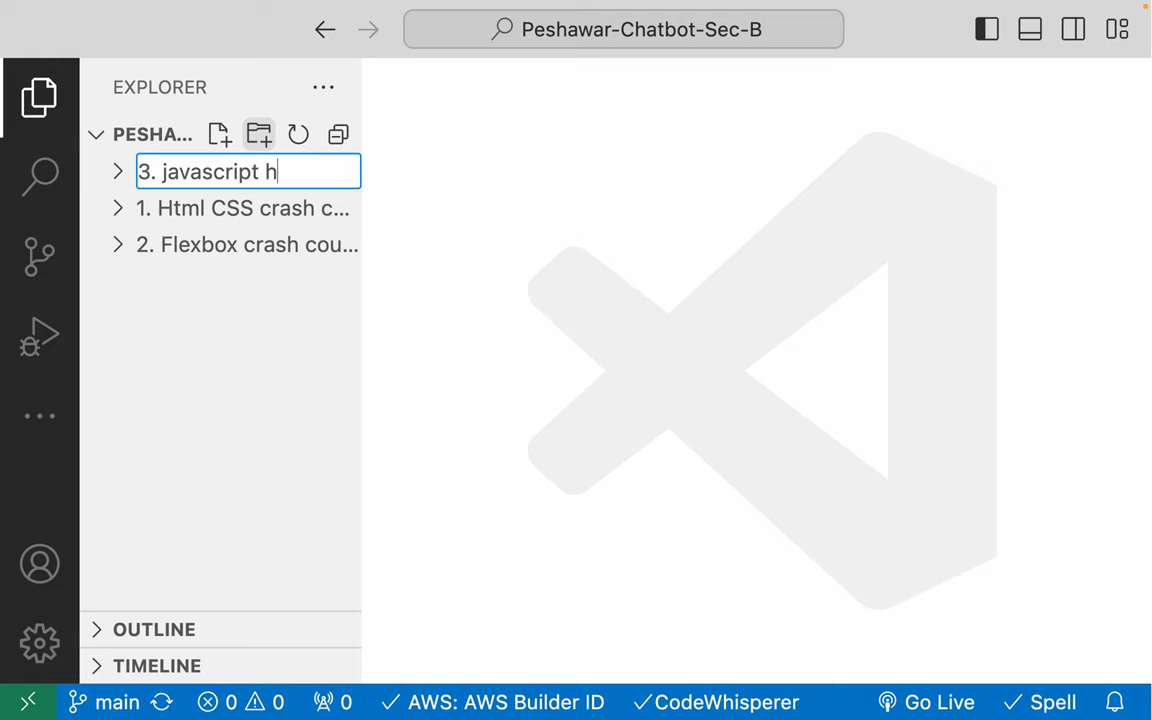 Peshawar-Chatbot-Sec-B
EXPLORER
PESHA...
3. javascript h
1. Html CSS crash c...
2. Flexbox crash cou...
OUTLINE
TIMELINE
main 0 0 0 AWS: AWS Builder ID CodeWhisperer Go Live Spell